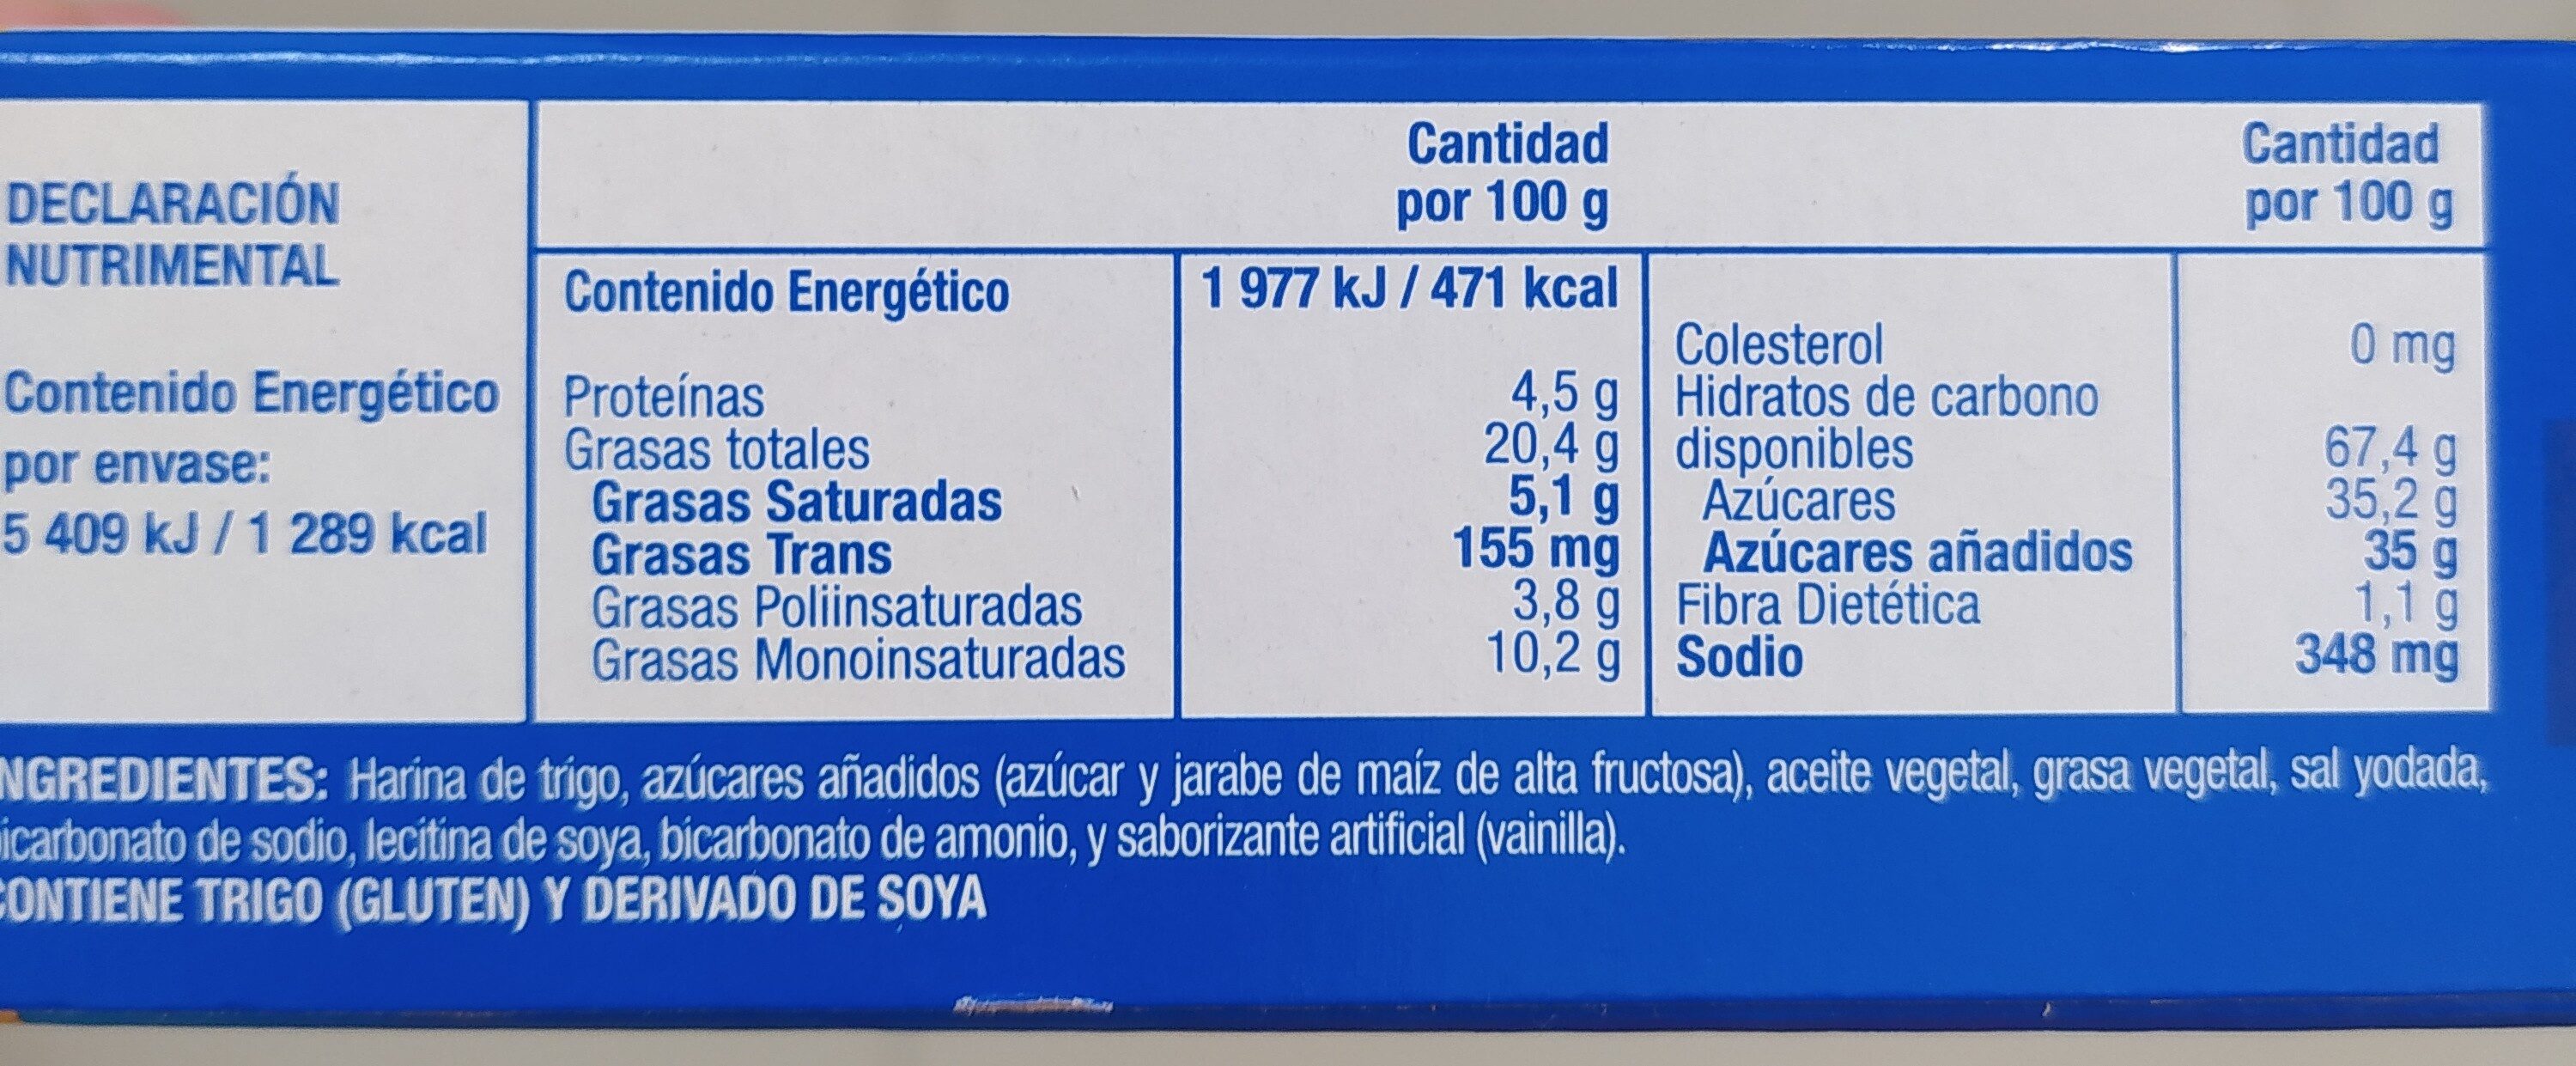 DECLARACIÓN
NUTRIMENTAL
Contenido Energético
por envase:
5 409 kJ / 1 289 kcal
Cantidad
por 100 g
Cantidad
por 100 g
Contenido Energético 1 977 kJ / 471 kcal
Proteínas 4,5 g
Grasas totales 20,4 g
Grasas Saturadas 5,1 g
Grasas Trans 155 mg
Grasas Poliinsaturadas 3,8 g
Grasas Monoinsaturadas 10,2 g
Colesterol 0 mg
Hidratos de carbono
disponibles 67,4 g
Azúcares 35,2 g
Azúcares añadidos 35 g
Fibra Dietética 1,1 g
Sodio 348 mg
NGREDIENTES: Harina de trigo, azúcares añadidos (azúcar y jarabe de maíz de alta fructosa), aceite vegetal, grasa vegetal, sal yodada,
icarbonato de sodio, lecitina de soya, bicarbonato de amonio, y saborizante artificial (vainilla).
CONTIENE TRIGO (GLUTEN) Y DERIVADO DE SOYA